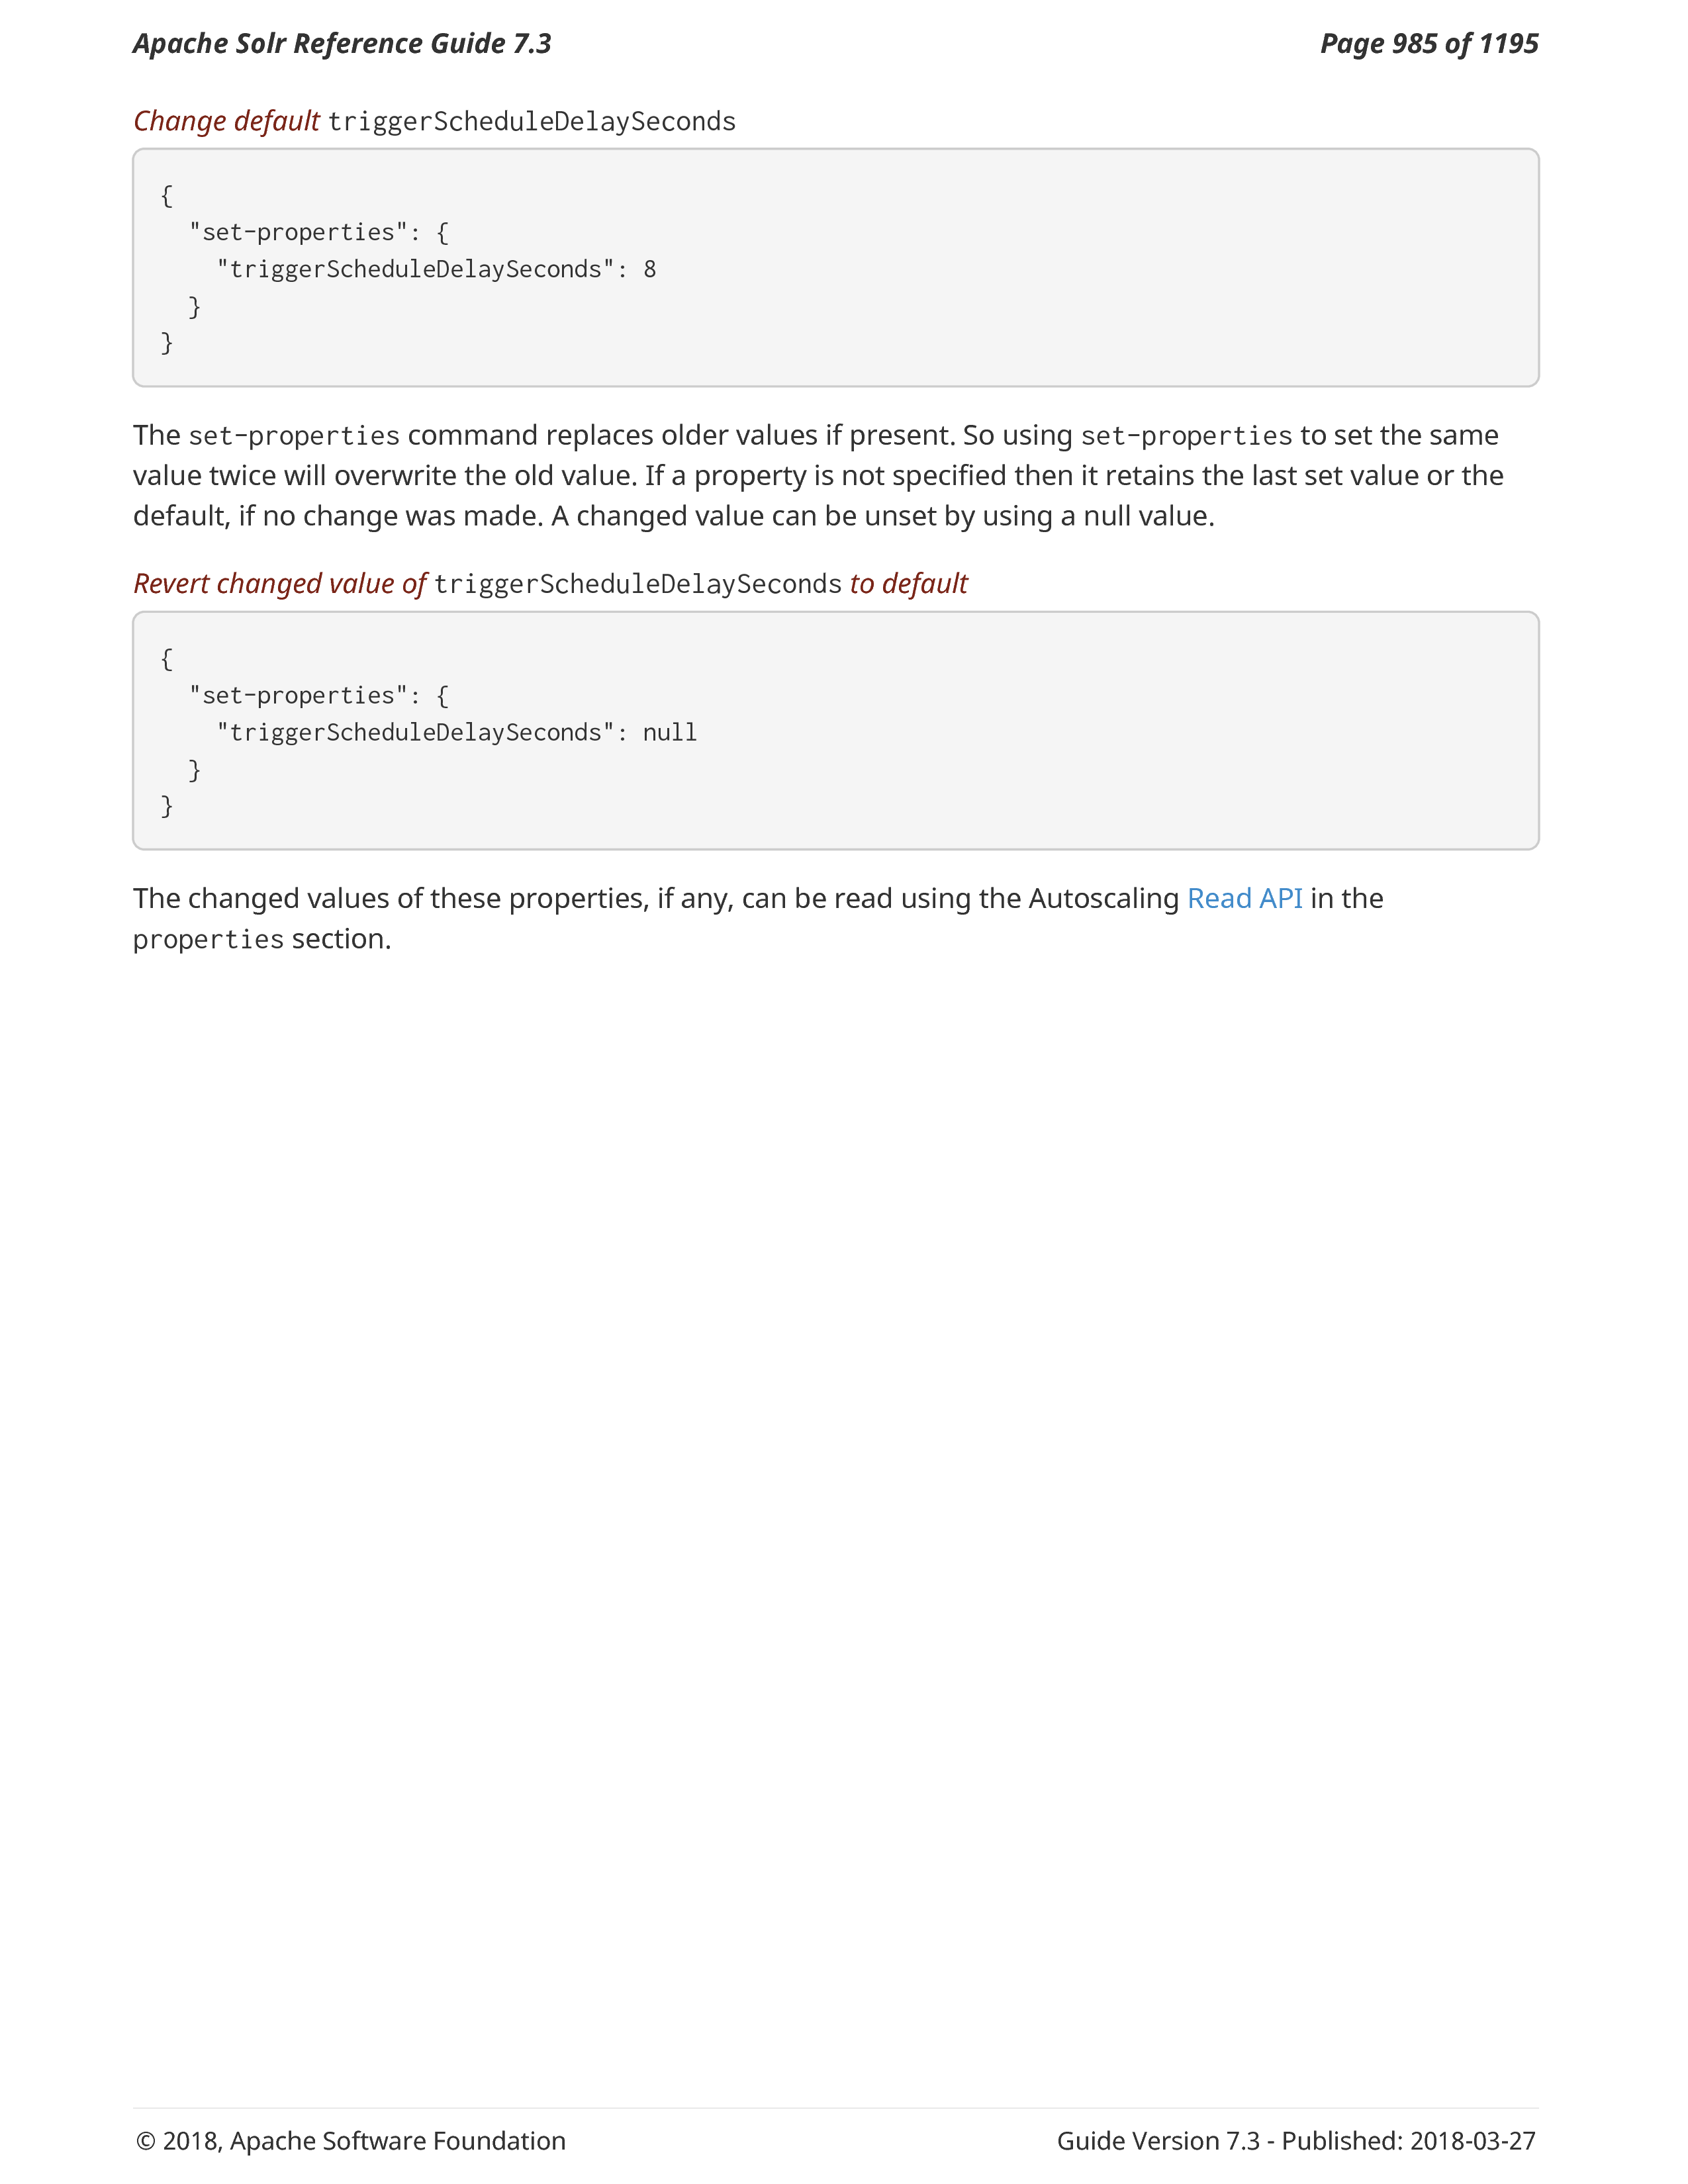 Apache Solr Reference Guide 7.3
Page 985 of 1195
Change default triggerScheduleDelaySeconds
{
  "set-properties": {
    "triggerScheduleDelaySeconds": 8
  }
}
The set-properties command replaces older values if present. So using set-properties to set the same
value twice will overwrite the old value. If a property is not specified then it retains the last set value or the
default, if no change was made. A changed value can be unset by using a null value.
Revert changed value of triggerScheduleDelaySeconds to default
{
  "set-properties": {
    "triggerScheduleDelaySeconds": null
  }
}
The changed values of these properties, if any, can be read using the Autoscaling Read API in the
properties section.
© 2018, Apache Software Foundation
Guide Version 7.3 - Published: 2018-03-27